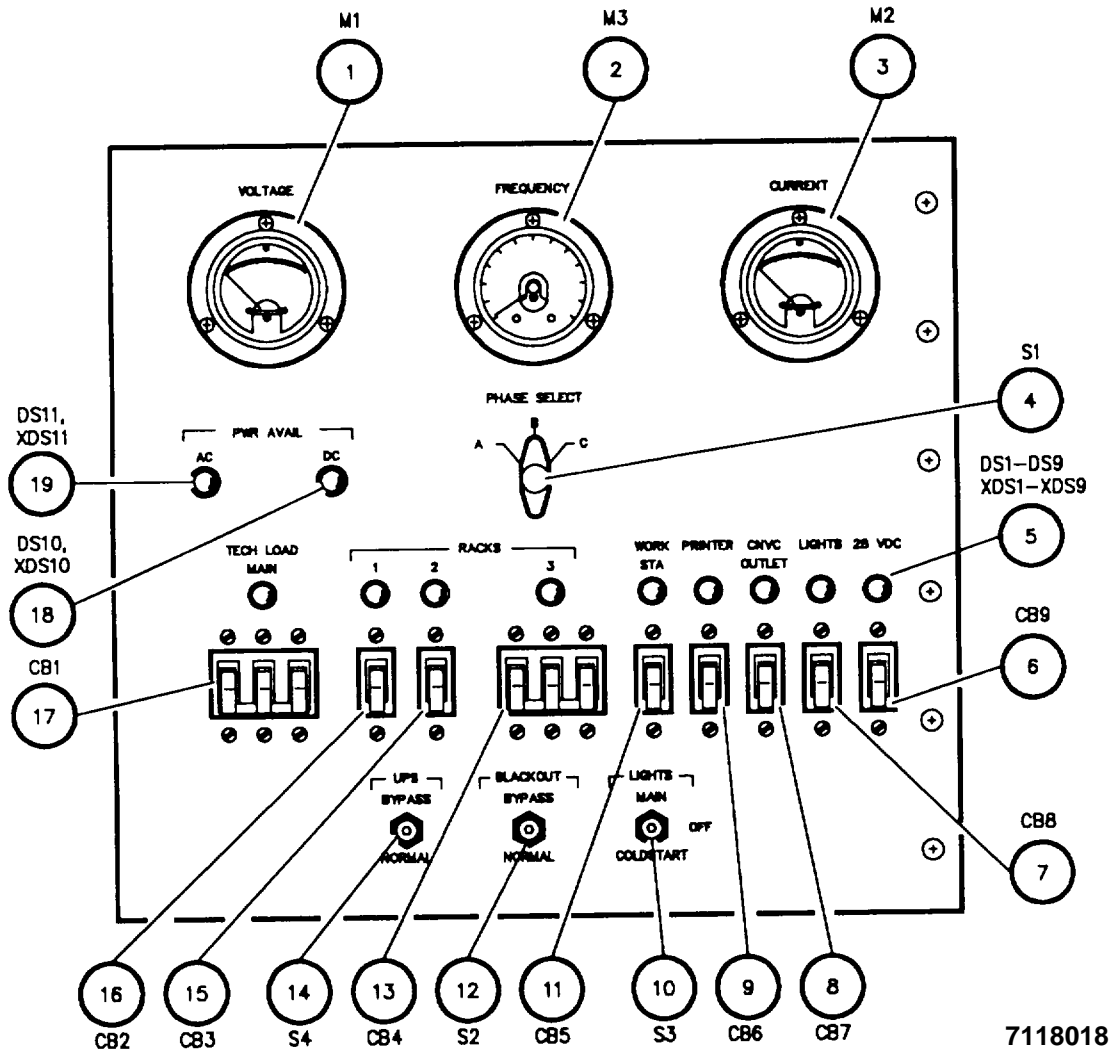 M1 M3 M2
1 2 3
VOLTAGE FREQUENCY CURRENT
S1
PHASE SELECT
4
B
A C
DS11,
XDS11
PWR AVAIL
AC DC
19
DS1-DS9
XDS1-XDS9
5
DS10,
XDS10
TECH LOAD
MAIN
RACKS
1 2 3
WORK
STA
PRINTER
CNVC
OUTLET
LIGHTS
28 VDC
18
CB9
6
CB1
17
UPS
BYPASS
NORMAL
BLACKOUT
BYPASS
NORMAL
LIGHTS
MAIN
OFF
COLDSTART
CB8
7
16 15 14 13 12 11 10 9 8
CB2 CB3 S4 CB4 S2 CB5 S3 CB6 CB7
7118018